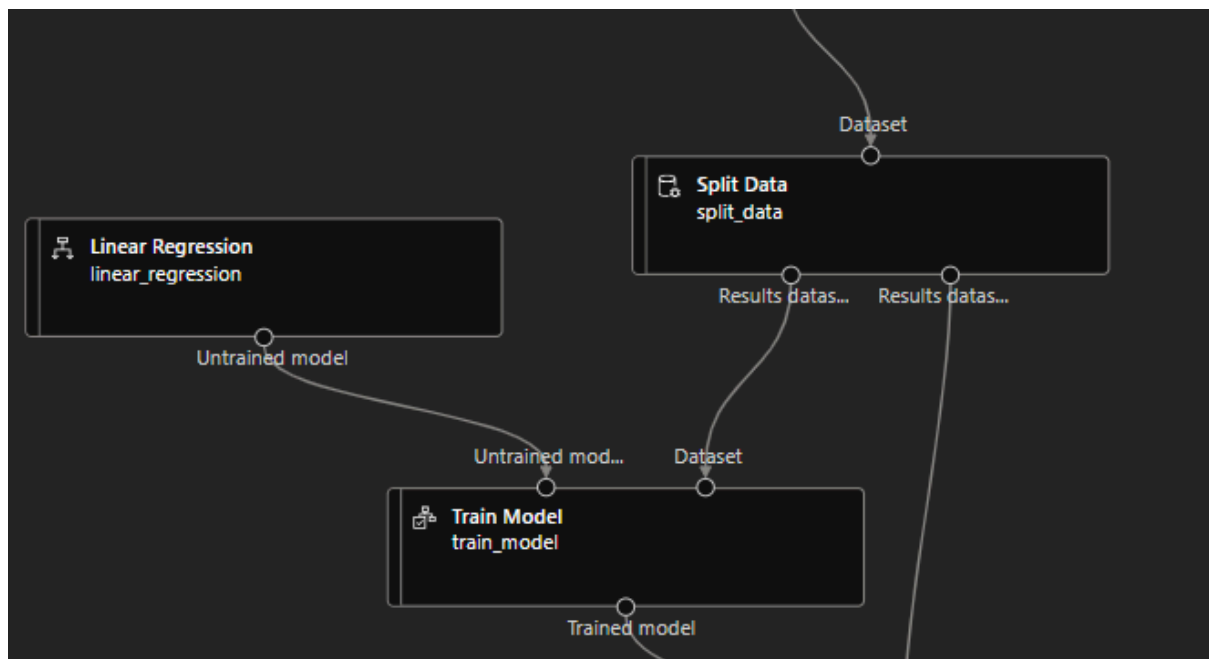 Dataset
Split Data
split_data
Linear Regression
linear_regression
Results datas...
Results datas...
Untrained model
Untrained mod...
Dataset
Train Model
train_model
Trained model